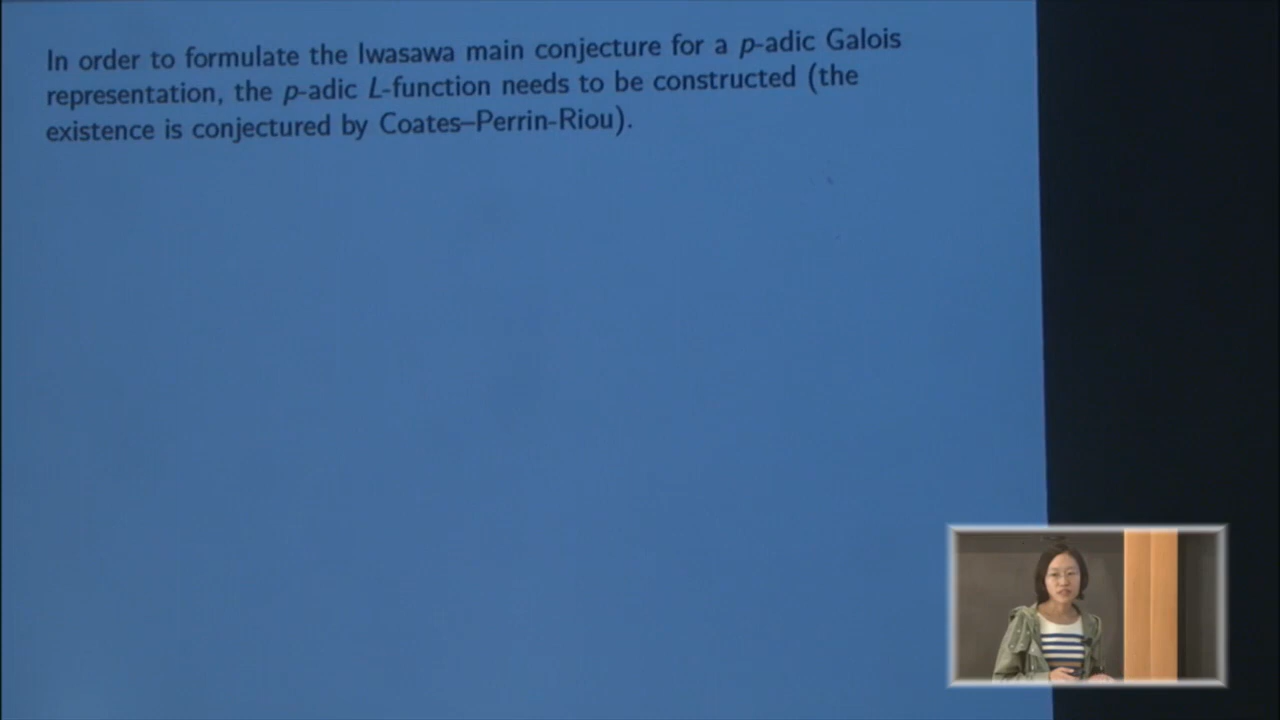 In order to formulate the Iwasawa main conjecture for a p-adic Galois
representation, the p-adic L-function needs to be constructed (the
existence is conjectured by Coates–Perrin-Riou).